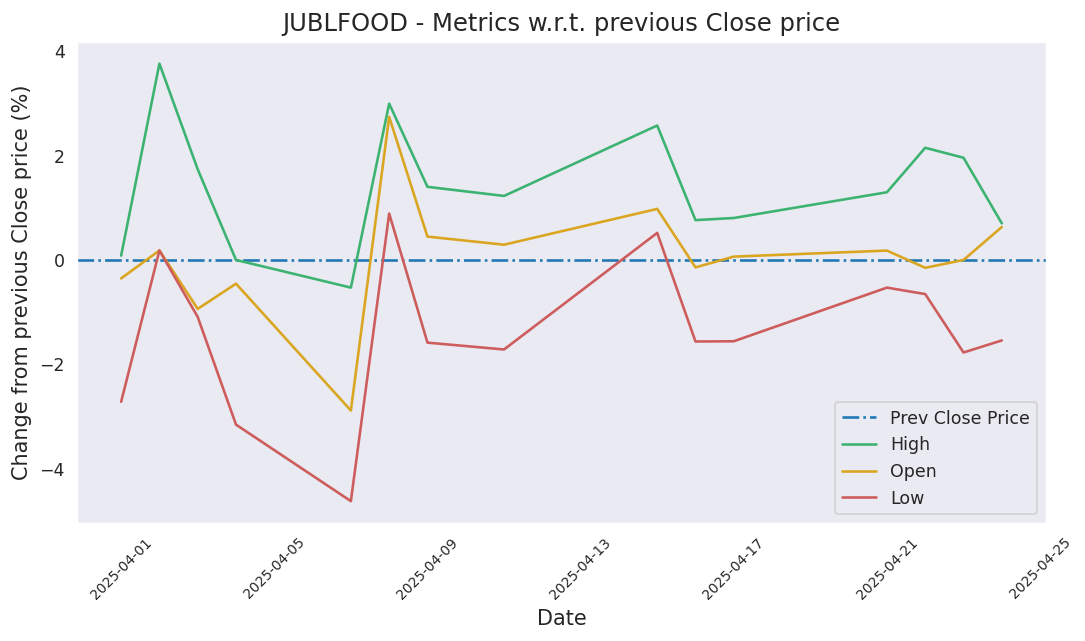 JUBLFOOD - Metrics w.r.t. previous Close price
Change from previous Close price (%)
4
2
0
−2
−4
Prev Close Price
High
Open
Low
2025-04-01
2025-04-05
2025-04-09
2025-04-13
2025-04-17
2025-04-21
2025-04-25
Date